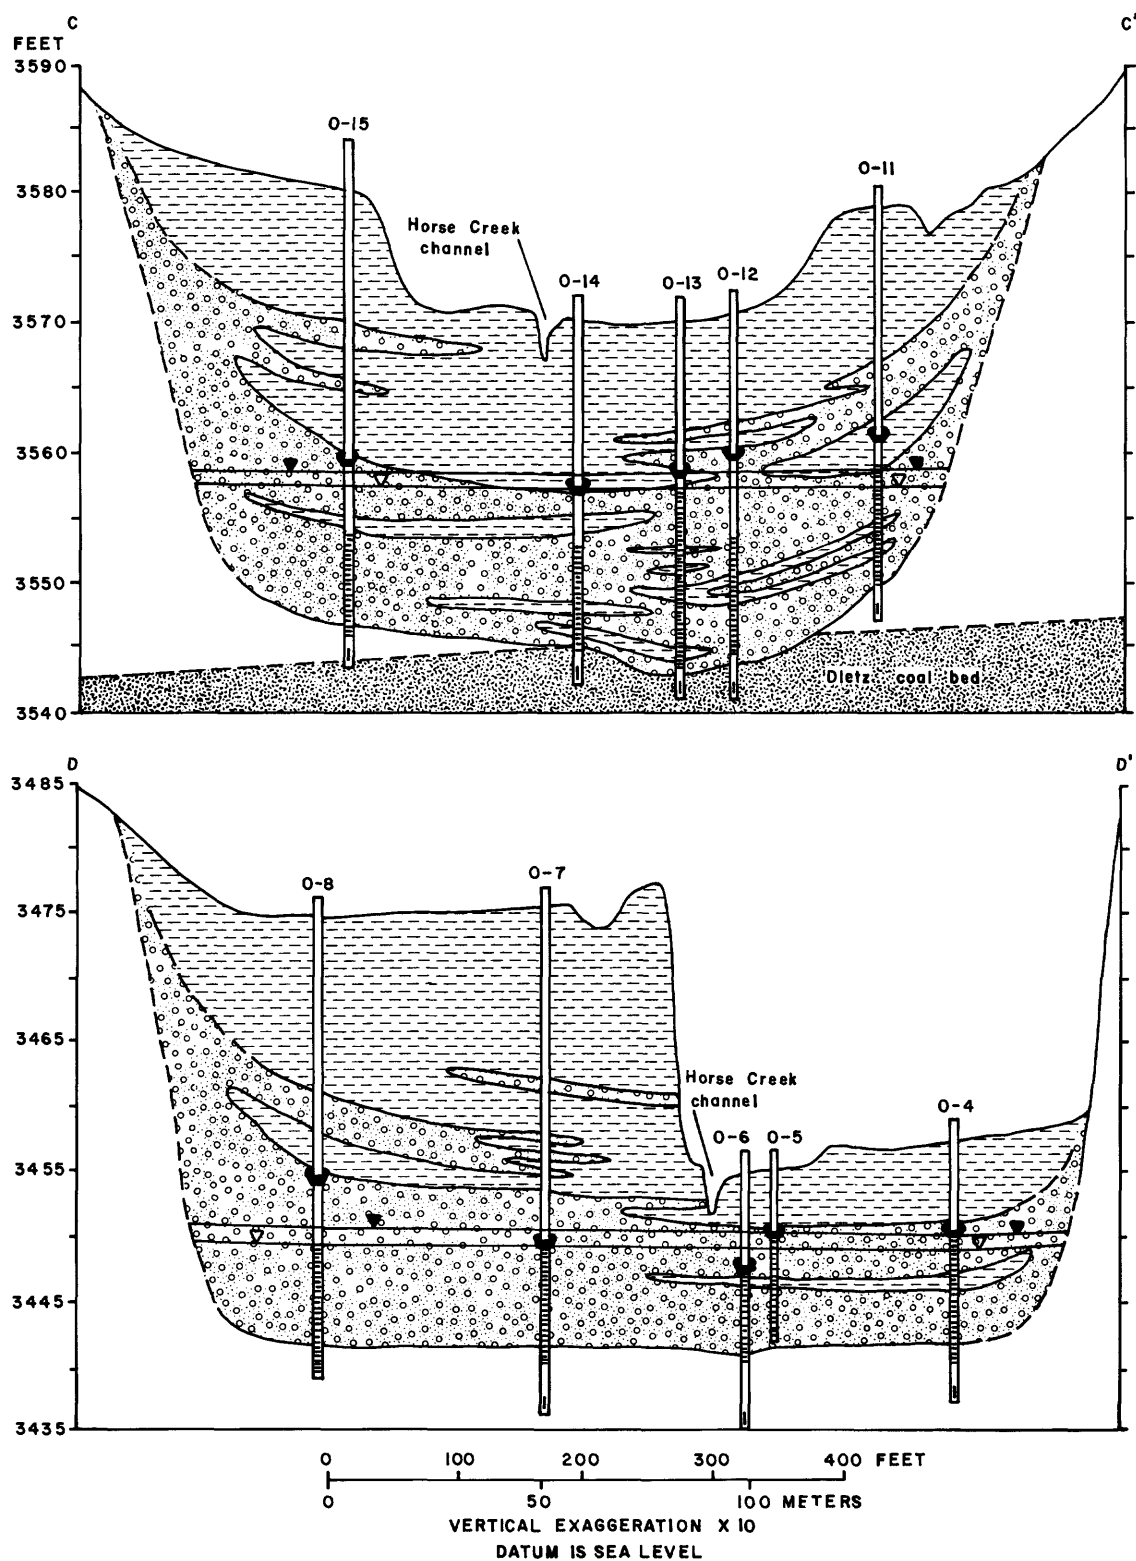 C
C'
FEET
3590
3580
3570
3560
3550
3540
O-15
O-11
Horse Creek
channel
O-14
O-13
O-12
Dietz coal bed
D
D'
3485
3475
3465
3455
3445
3435
O-8
O-7
Horse Creek
channel
O-6
O-5
O-4
0 100 200 300 400 FEET
0 50 100 METERS
VERTICAL EXAGGERATION X 10
DATUM IS SEA LEVEL